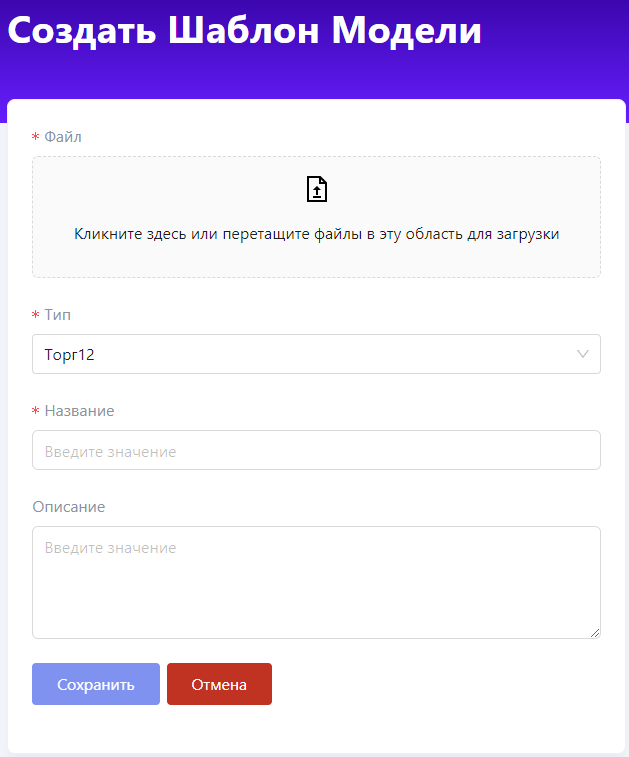 Создать Шаблон Модели
* Файл
Кликните здесь или перетащите файлы в эту область для загрузки
* Тип
Торг12
* Название
Введите значение
Описание
Введите значение
Сохранить Отмена